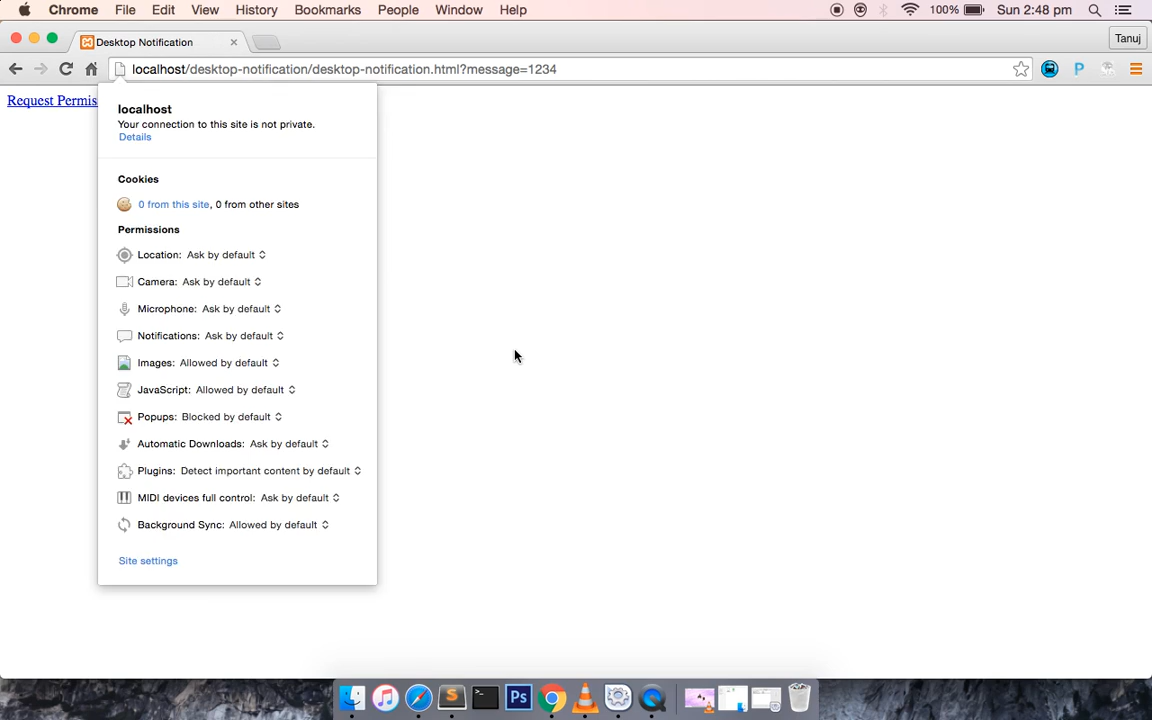 Chrome File Edit View History Bookmarks People Window Help 100% Sun 2:48 pm
Desktop Notification Tanuj
localhost/desktop-notification/desktop-notification.html?message=1234 P
Request Permis
localhost
Your connection to this site is not private.
Details
Cookies
0 from this site, 0 from other sites
Permissions
Location: Ask by default
Camera: Ask by default
Microphone: Ask by default
Notifications: Ask by default
Images: Allowed by default
JavaScript: Allowed by default
Popups: Blocked by default
Automatic Downloads: Ask by default
Plugins: Detect important content by default
MIDI devices full control: Ask by default
Background Sync: Allowed by default
Site settings
S Ps